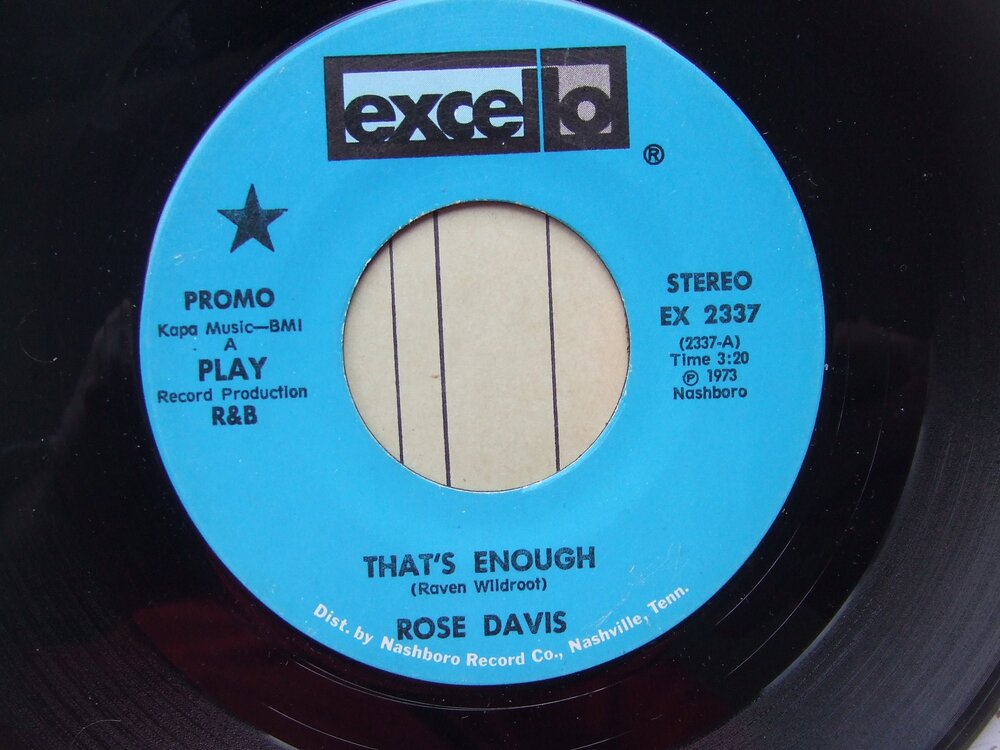 excello
®
PROMO
Kapa Music—BMI
A
PLAY
Record Production
R&B
STEREO
EX 2337
(2337-A)
Time 3:20
Ⓟ 1973
Nashboro
THAT'S ENOUGH
(Raven Wildroot)
ROSE DAVIS
Dist. by Nashboro Record Co., Nashville, Tenn.